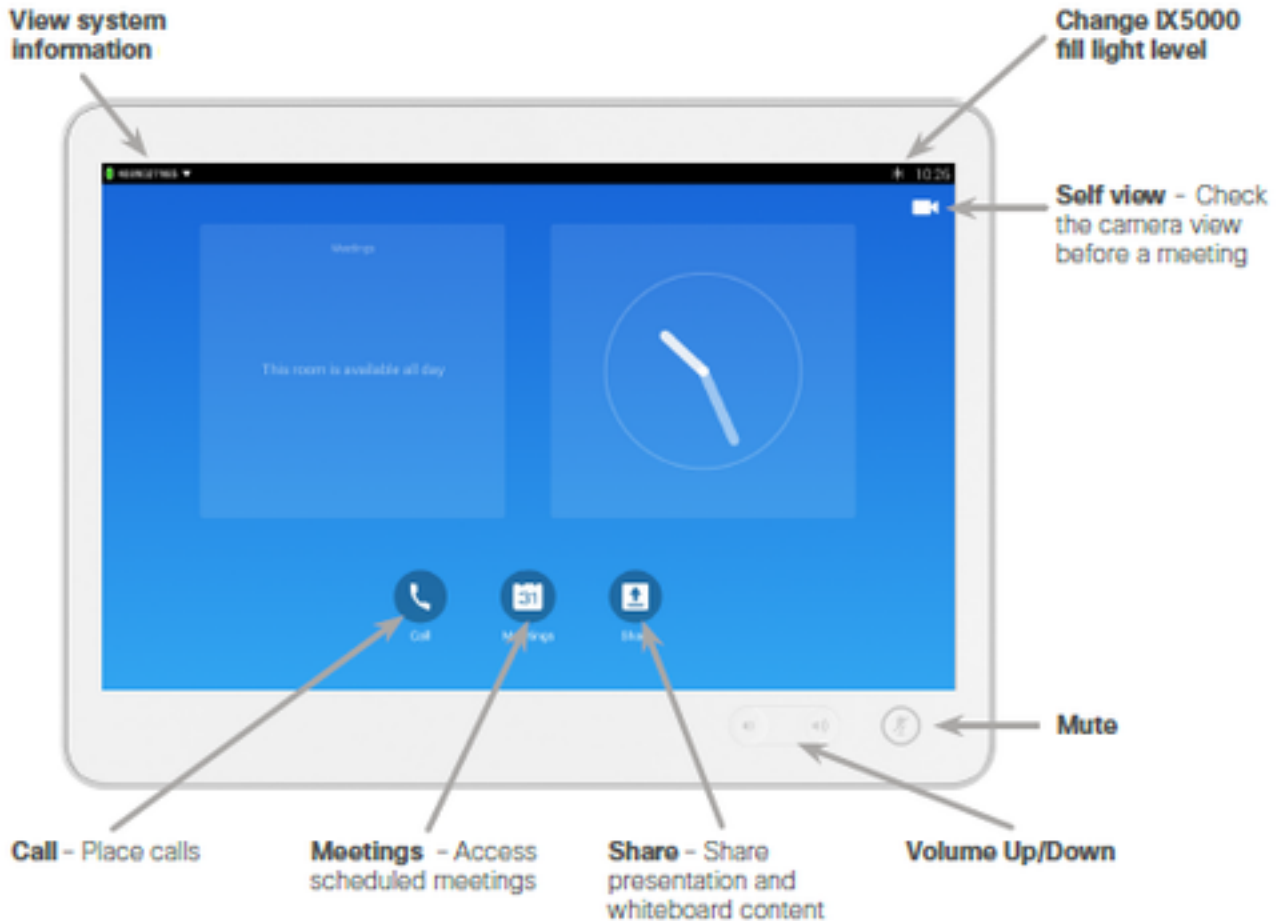 View system
information
Change IX5000
fill light level
10:26
Self view - Check
the camera view
before a meeting
Meetings
This room is available all day
31
Call
Meetings
Share
Mute
Call - Place calls
Meetings - Access
scheduled meetings
Share - Share
presentation and
whiteboard content
Volume Up/Down